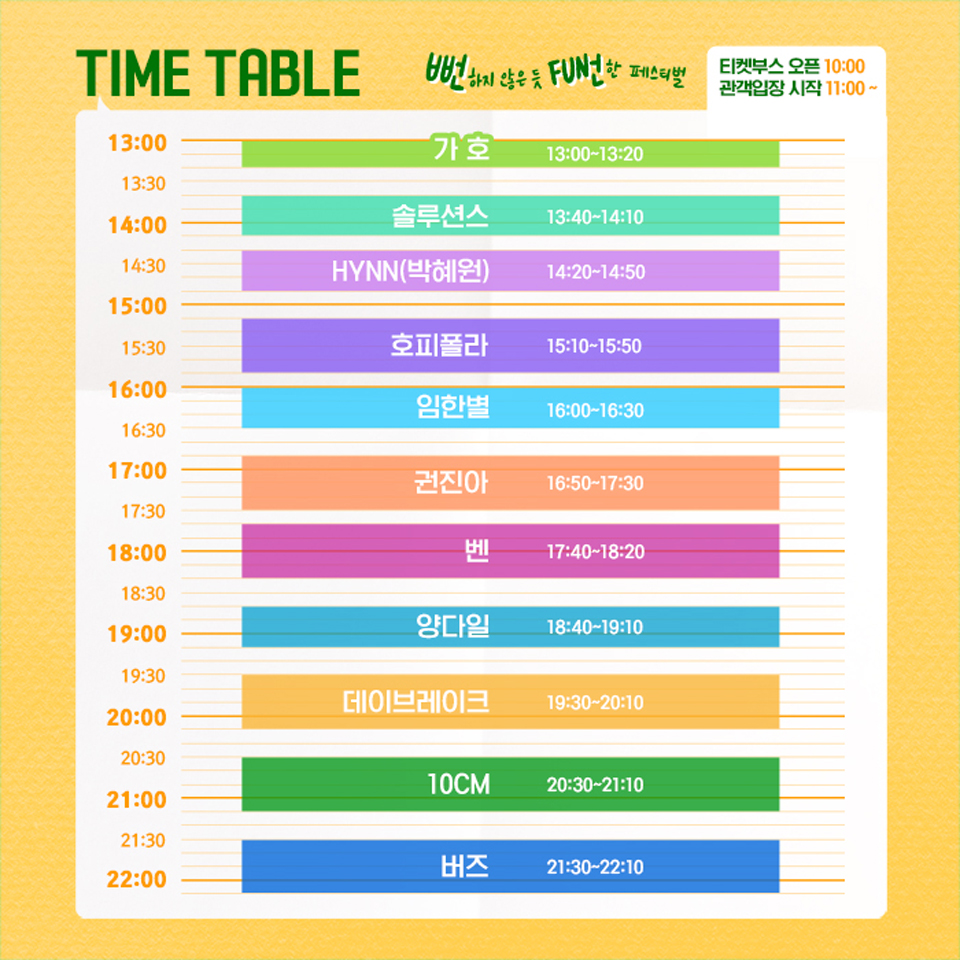 TIME TABLE
뻔하지 않은 듯 FUN언한 페스티벌
티켓부스 오픈 10:00
관객입장 시작 11:00 ~
13:00
가 호 13:00~13:20
13:30
솔루션스 13:40~14:10
14:00
14:30
HYNN(박혜원) 14:20~14:50
15:00
15:30
호피폴라 15:10~15:50
16:00
임한별 16:00~16:30
16:30
17:00
권진아 16:50~17:30
17:30
18:00
벤 17:40~18:20
18:30
양다일 18:40~19:10
19:00
19:30
데이브레이크 19:30~20:10
20:00
20:30
10CM 20:30~21:10
21:00
21:30
버즈 21:30~22:10
22:00